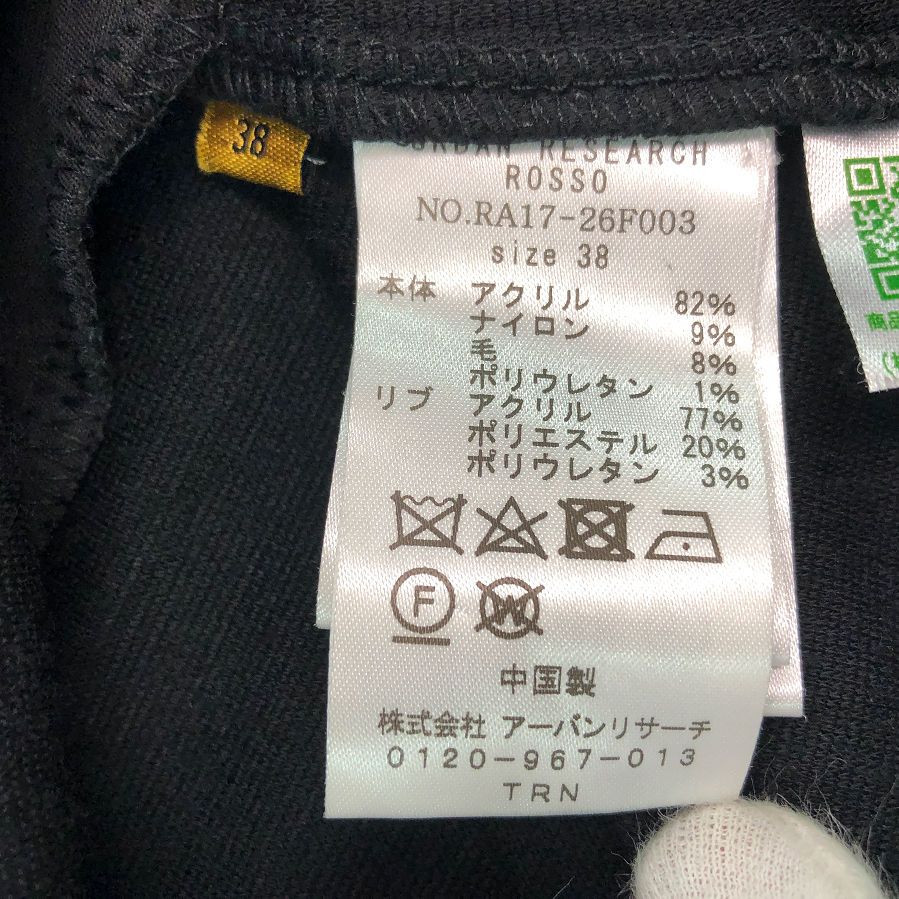 38
URBAN RESEARCH
ROSSO
NO.RA17-26F003
size 38
本体 アクリル 82%
ナイロン 9%
毛 8%
ポリウレタン 1%
リブ アクリル 77%
ポリエステル 20%
ポリウレタン 3%
F
W
中国製
株式会社 アーバンリサーチ
0120-967-013
TRN
商品
(株